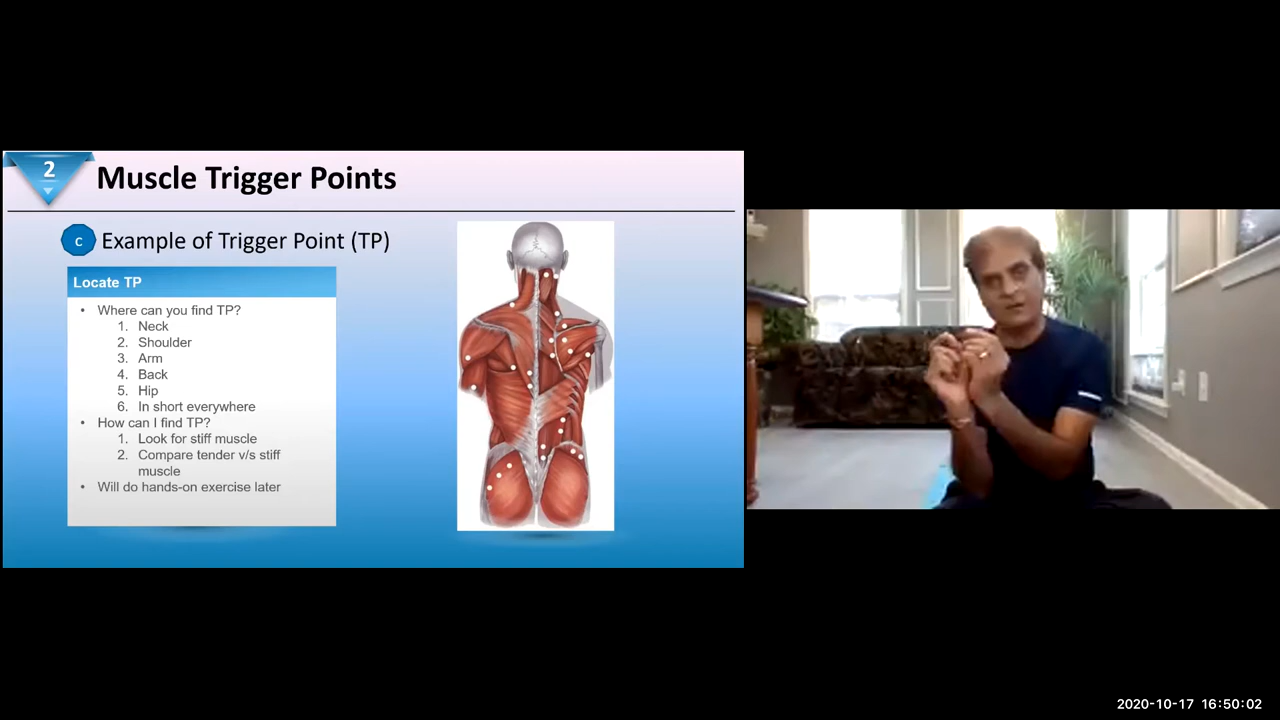 2
Muscle Trigger Points
C
Example of Trigger Point (TP)
Locate TP
• Where can you find TP?
1. Neck
2. Shoulder
3. Arm
4. Back
5. Hip
6. In short everywhere
• How can I find TP?
1. Look for stiff muscle
2. Compare tender v/s stiff
muscle
• Will do hands-on exercise later
2020-10-17 16:50:02